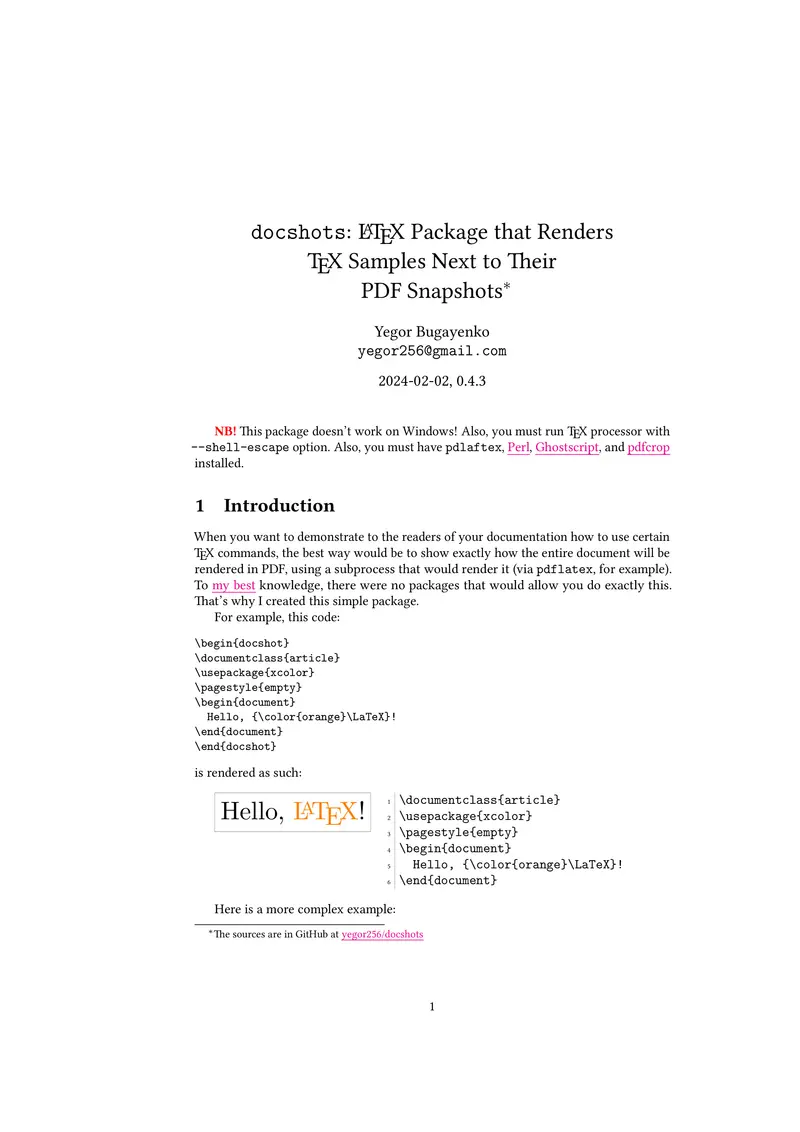 docshots: LATEX Package that Renders
TEX Samples Next to Their
PDF Snapshots*
Yegor Bugayenko
yegor256@gmail.com
2024-02-02, 0.4.3
NB! This package doesn't work on Windows! Also, you must run TEX processor with
--shell-escape option. Also, you must have pdlaftex, Perl, Ghostscript, and pdfcrop
installed.
1 Introduction
When you want to demonstrate to the readers of your documentation how to use certain
TEX commands, the best way would be to show exactly how the entire document will be
rendered in PDF, using a subprocess that would render it (via pdflatex, for example).
To my best knowledge, there were no packages that would allow you do exactly this.
That's why I created this simple package.
For example, this code:
\begin{docshot}
\documentclass{article}
\usepackage{xcolor}
\pagestyle{empty}
\begin{document}
  Hello, {\color{orange}\LaTeX}!
\end{document}
\end{docshot}
is rendered as such:
Hello, LATEX!
1 \documentclass{article}
2 \usepackage{xcolor}
3 \pagestyle{empty}
4 \begin{document}
5   Hello, {\color{orange}\LaTeX}!
6 \end{document}
Here is a more complex example:
*The sources are in GitHub at yegor256/docshots
1